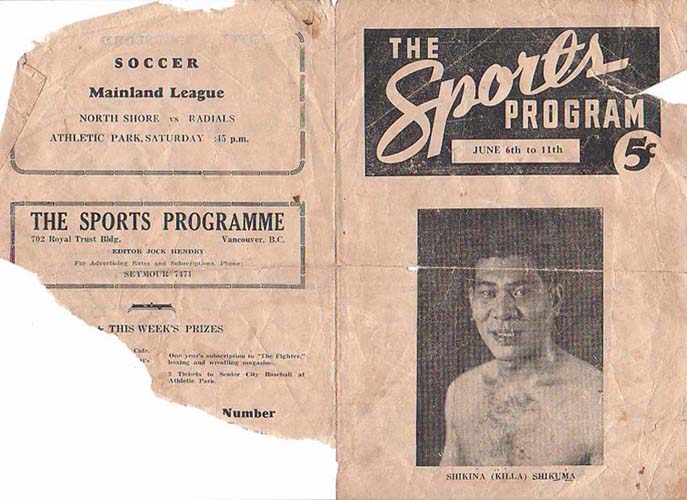 SOCCER
Mainland League
NORTH SHORE vs RADIALS
ATHLETIC PARK, SATURDAY :45 p.m.
THE SPORTS PROGRAMME
702 Royal Trust Bldg. Vancouver, B.C.
EDITOR JOCK HENDRY
For Advertising Rates and Subscriptions, Phone:
SEYMOUR 7471
THIS WEEK'S PRIZES
Cafe.
One year's subscription to "The Fighter,"
boxing and wrestling magazine.
2 Tickets to Senior City Baseball at
Athletic Park.
Number
THE
Sports
PROGRAM
JUNE 6th to 11th
5c
SHIKINA (KILLA) SHIKUMA